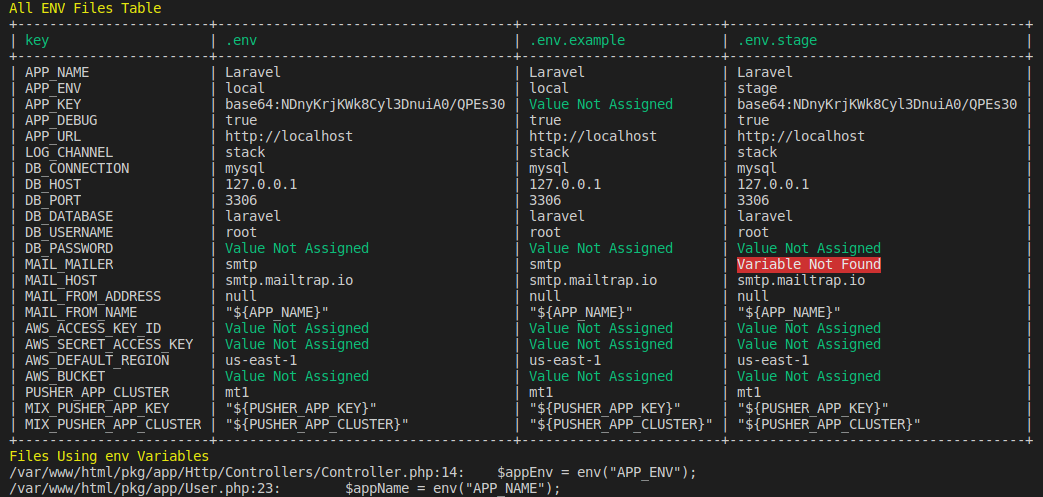 All ENV Files Table
+------------------------+-------------------------------------+-------------------------+-------------------------------------+
| key | .env | .env.example | .env.stage |
+------------------------+-------------------------------------+-------------------------+-------------------------------------+
| APP_NAME | Laravel | Laravel | Laravel |
| APP_ENV | local | local | stage |
| APP_KEY | base64:NDnyKrjKWk8Cyl3DnuiA0/QPEs30 | Value Not Assigned | base64:NDnyKrjKWk8Cyl3DnuiA0/QPEs30 |
| APP_DEBUG | true | true | true |
| APP_URL | http://localhost | http://localhost | http://localhost |
| LOG_CHANNEL | stack | stack | stack |
| DB_CONNECTION | mysql | mysql | mysql |
| DB_HOST | 127.0.0.1 | 127.0.0.1 | 127.0.0.1 |
| DB_PORT | 3306 | 3306 | 3306 |
| DB_DATABASE | laravel | laravel | laravel |
| DB_USERNAME | root | root | root |
| DB_PASSWORD | Value Not Assigned | Value Not Assigned | Value Not Assigned |
| MAIL_MAILER | smtp | smtp | Variable Not Found |
| MAIL_HOST | smtp.mailtrap.io | smtp.mailtrap.io | smtp.mailtrap.io |
| MAIL_FROM_ADDRESS | null | null | null |
| MAIL_FROM_NAME | "${APP_NAME}" | "${APP_NAME}" | "${APP_NAME}" |
| AWS_ACCESS_KEY_ID | Value Not Assigned | Value Not Assigned | Value Not Assigned |
| AWS_SECRET_ACCESS_KEY | Value Not Assigned | Value Not Assigned | Value Not Assigned |
| AWS_DEFAULT_REGION | us-east-1 | us-east-1 | us-east-1 |
| AWS_BUCKET | Value Not Assigned | Value Not Assigned | Value Not Assigned |
| PUSHER_APP_CLUSTER | mt1 | mt1 | mt1 |
| MIX_PUSHER_APP_KEY | "${PUSHER_APP_KEY}" | "${PUSHER_APP_KEY}" | "${PUSHER_APP_KEY}" |
| MIX_PUSHER_APP_CLUSTER | "${PUSHER_APP_CLUSTER}" | "${PUSHER_APP_CLUSTER}" | "${PUSHER_APP_CLUSTER}" |
+------------------------+-------------------------------------+-------------------------+-------------------------------------+
Files Using env Variables
/var/www/html/pkg/app/Http/Controllers/Controller.php:14: $appEnv = env("APP_ENV");
/var/www/html/pkg/app/User.php:23: $appName = env("APP_NAME");